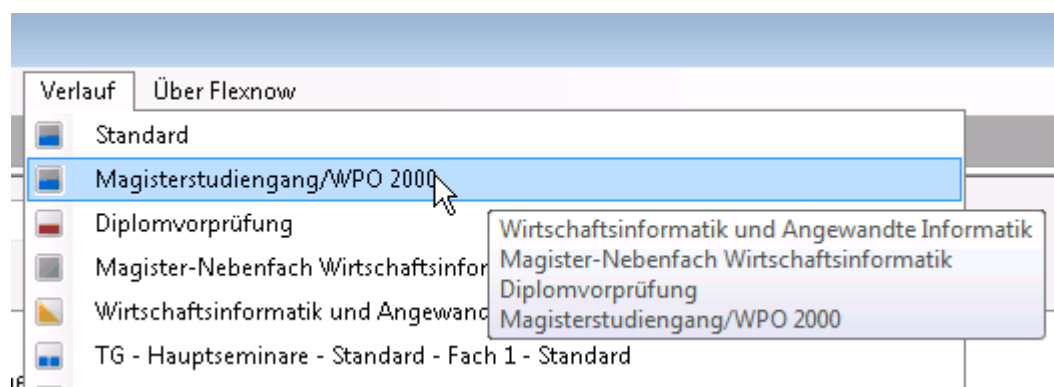 Verlauf Über Flexnow
Standard
Magisterstudiengang/WPO 2000
Diplomvorprüfung
Magister-Nebenfach Wirtschaftsinfor
Wirtschaftsinformatik und Angewand
TG - Hauptseminare - Standard - Fach 1 - Standard
Wirtschaftsinformatik und Angewandte Informatik
Magister-Nebenfach Wirtschaftsinformatik
Diplomvorprüfung
Magisterstudiengang/WPO 2000